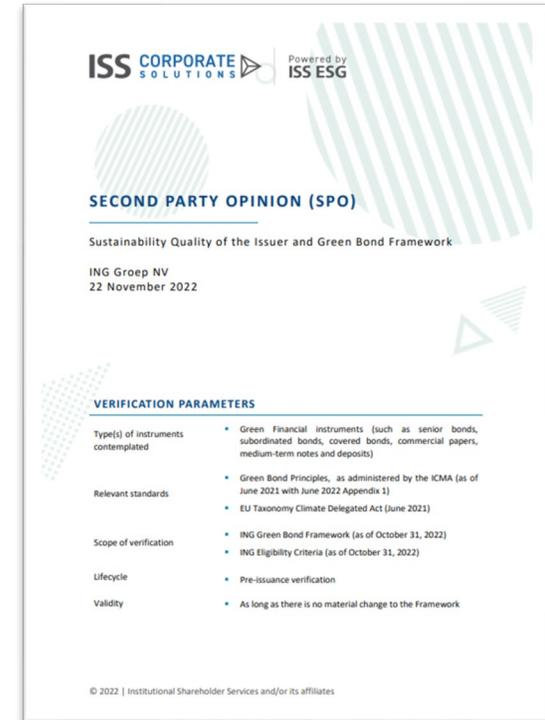 ISS CORPORATE SOLUTIONS Powered by ISS ESG
SECOND PARTY OPINION (SPO)
Sustainability Quality of the Issuer and Green Bond Framework
ING Groep NV
22 November 2022
VERIFICATION PARAMETERS
Type(s) of instruments contemplated
• Green Financial instruments (such as senior bonds,
subordinated bonds, covered bonds, commercial papers,
medium-term notes and deposits)
Relevant standards
• Green Bond Principles, as administered by the ICMA (as of
June 2021 with June 2022 Appendix 1)
• EU Taxonomy Climate Delegated Act (June 2021)
Scope of verification
• ING Green Bond Framework (as of October 31, 2022)
• ING Eligibility Criteria (as of October 31, 2022)
Lifecycle
• Pre-issuance verification
Validity
• As long as there is no material change to the Framework
© 2022 | Institutional Shareholder Services and/or its affiliates